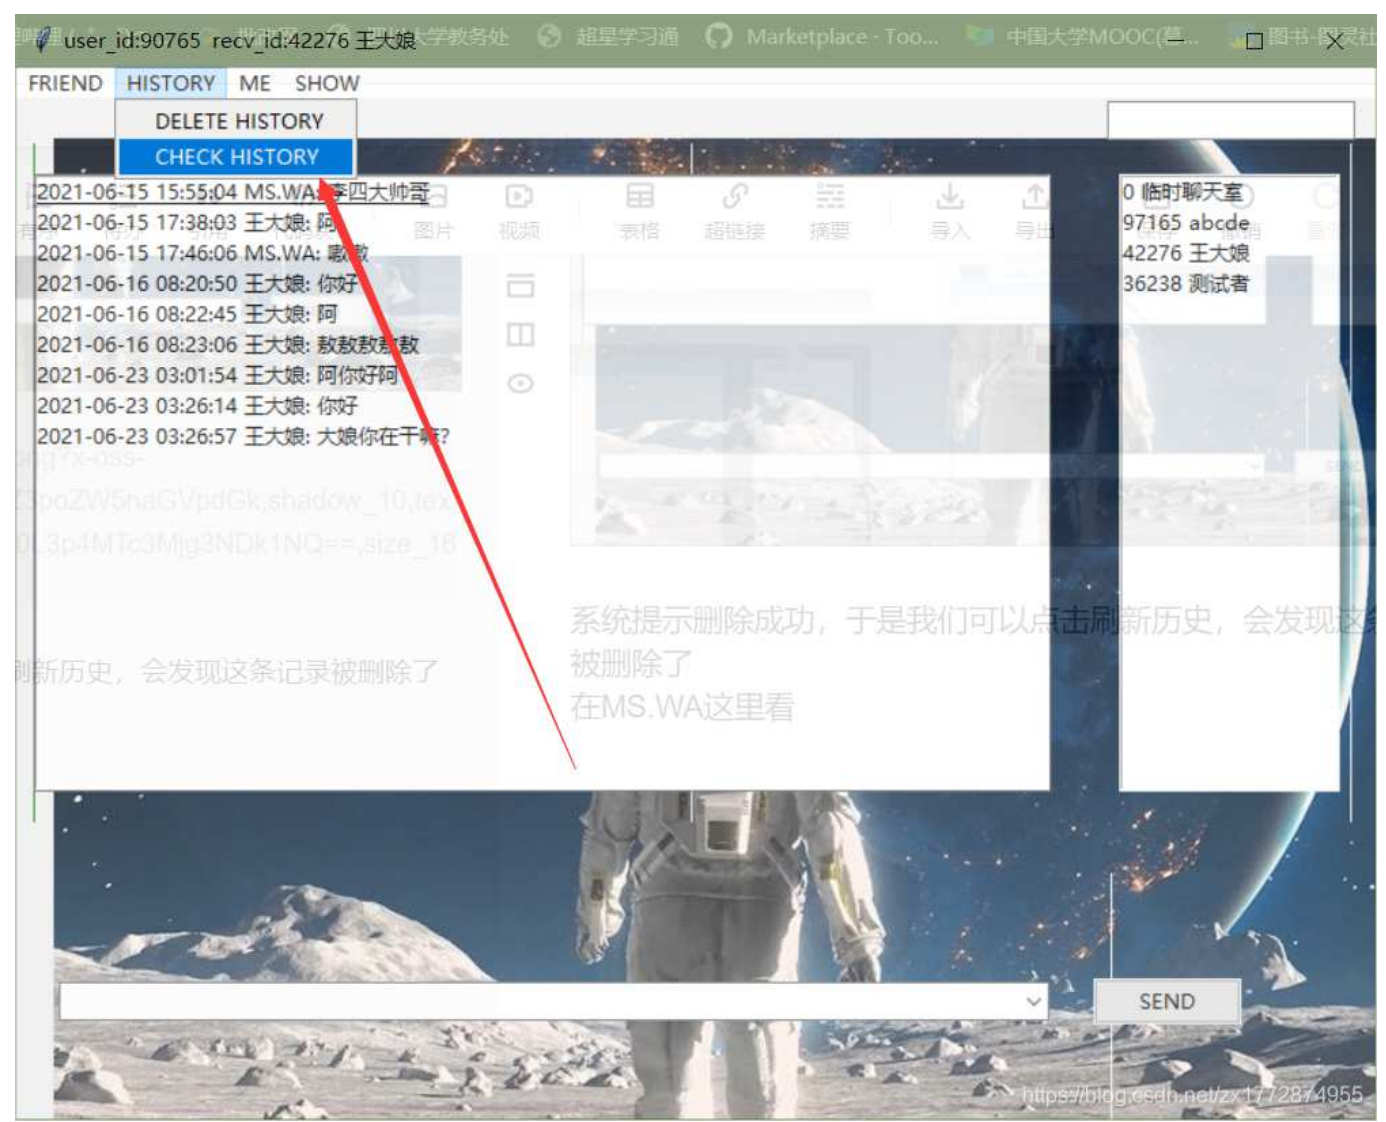 user_id:90765 recv_id:42276 王大娘
大学教务处
超星学习通
Marketplace - Too...
中国大学MOOC(慕...
FRIEND HISTORY ME SHOW
DELETE HISTORY
CHECK HISTORY
2021-06-15 15:55:04 MS.WA: 李四大帅哥
2021-06-15 17:38:03 王大娘: 阿
2021-06-15 17:46:06 MS.WA: 嗷嗷
2021-06-16 08:20:50 王大娘: 你好
2021-06-16 08:22:45 王大娘: 阿
2021-06-16 08:23:06 王大娘: 敖敖敖敖敖
2021-06-23 03:01:54 王大娘: 阿你好阿
2021-06-23 03:26:14 王大娘: 你好
2021-06-23 03:26:57 王大娘: 大娘你在干嘛?
0 临时聊天室
97165 abcde
42276 王大娘
36238 测试者
图片 视频 表格 超链接 摘要 导入 导出
系统提示删除成功，于是我们可以点击刷新历史，会发现这条
被删除了
在MS.WA这里看
刷新历史，会发现这条记录被删除了
SEND
https://blog.csdn.net/zx1772874955